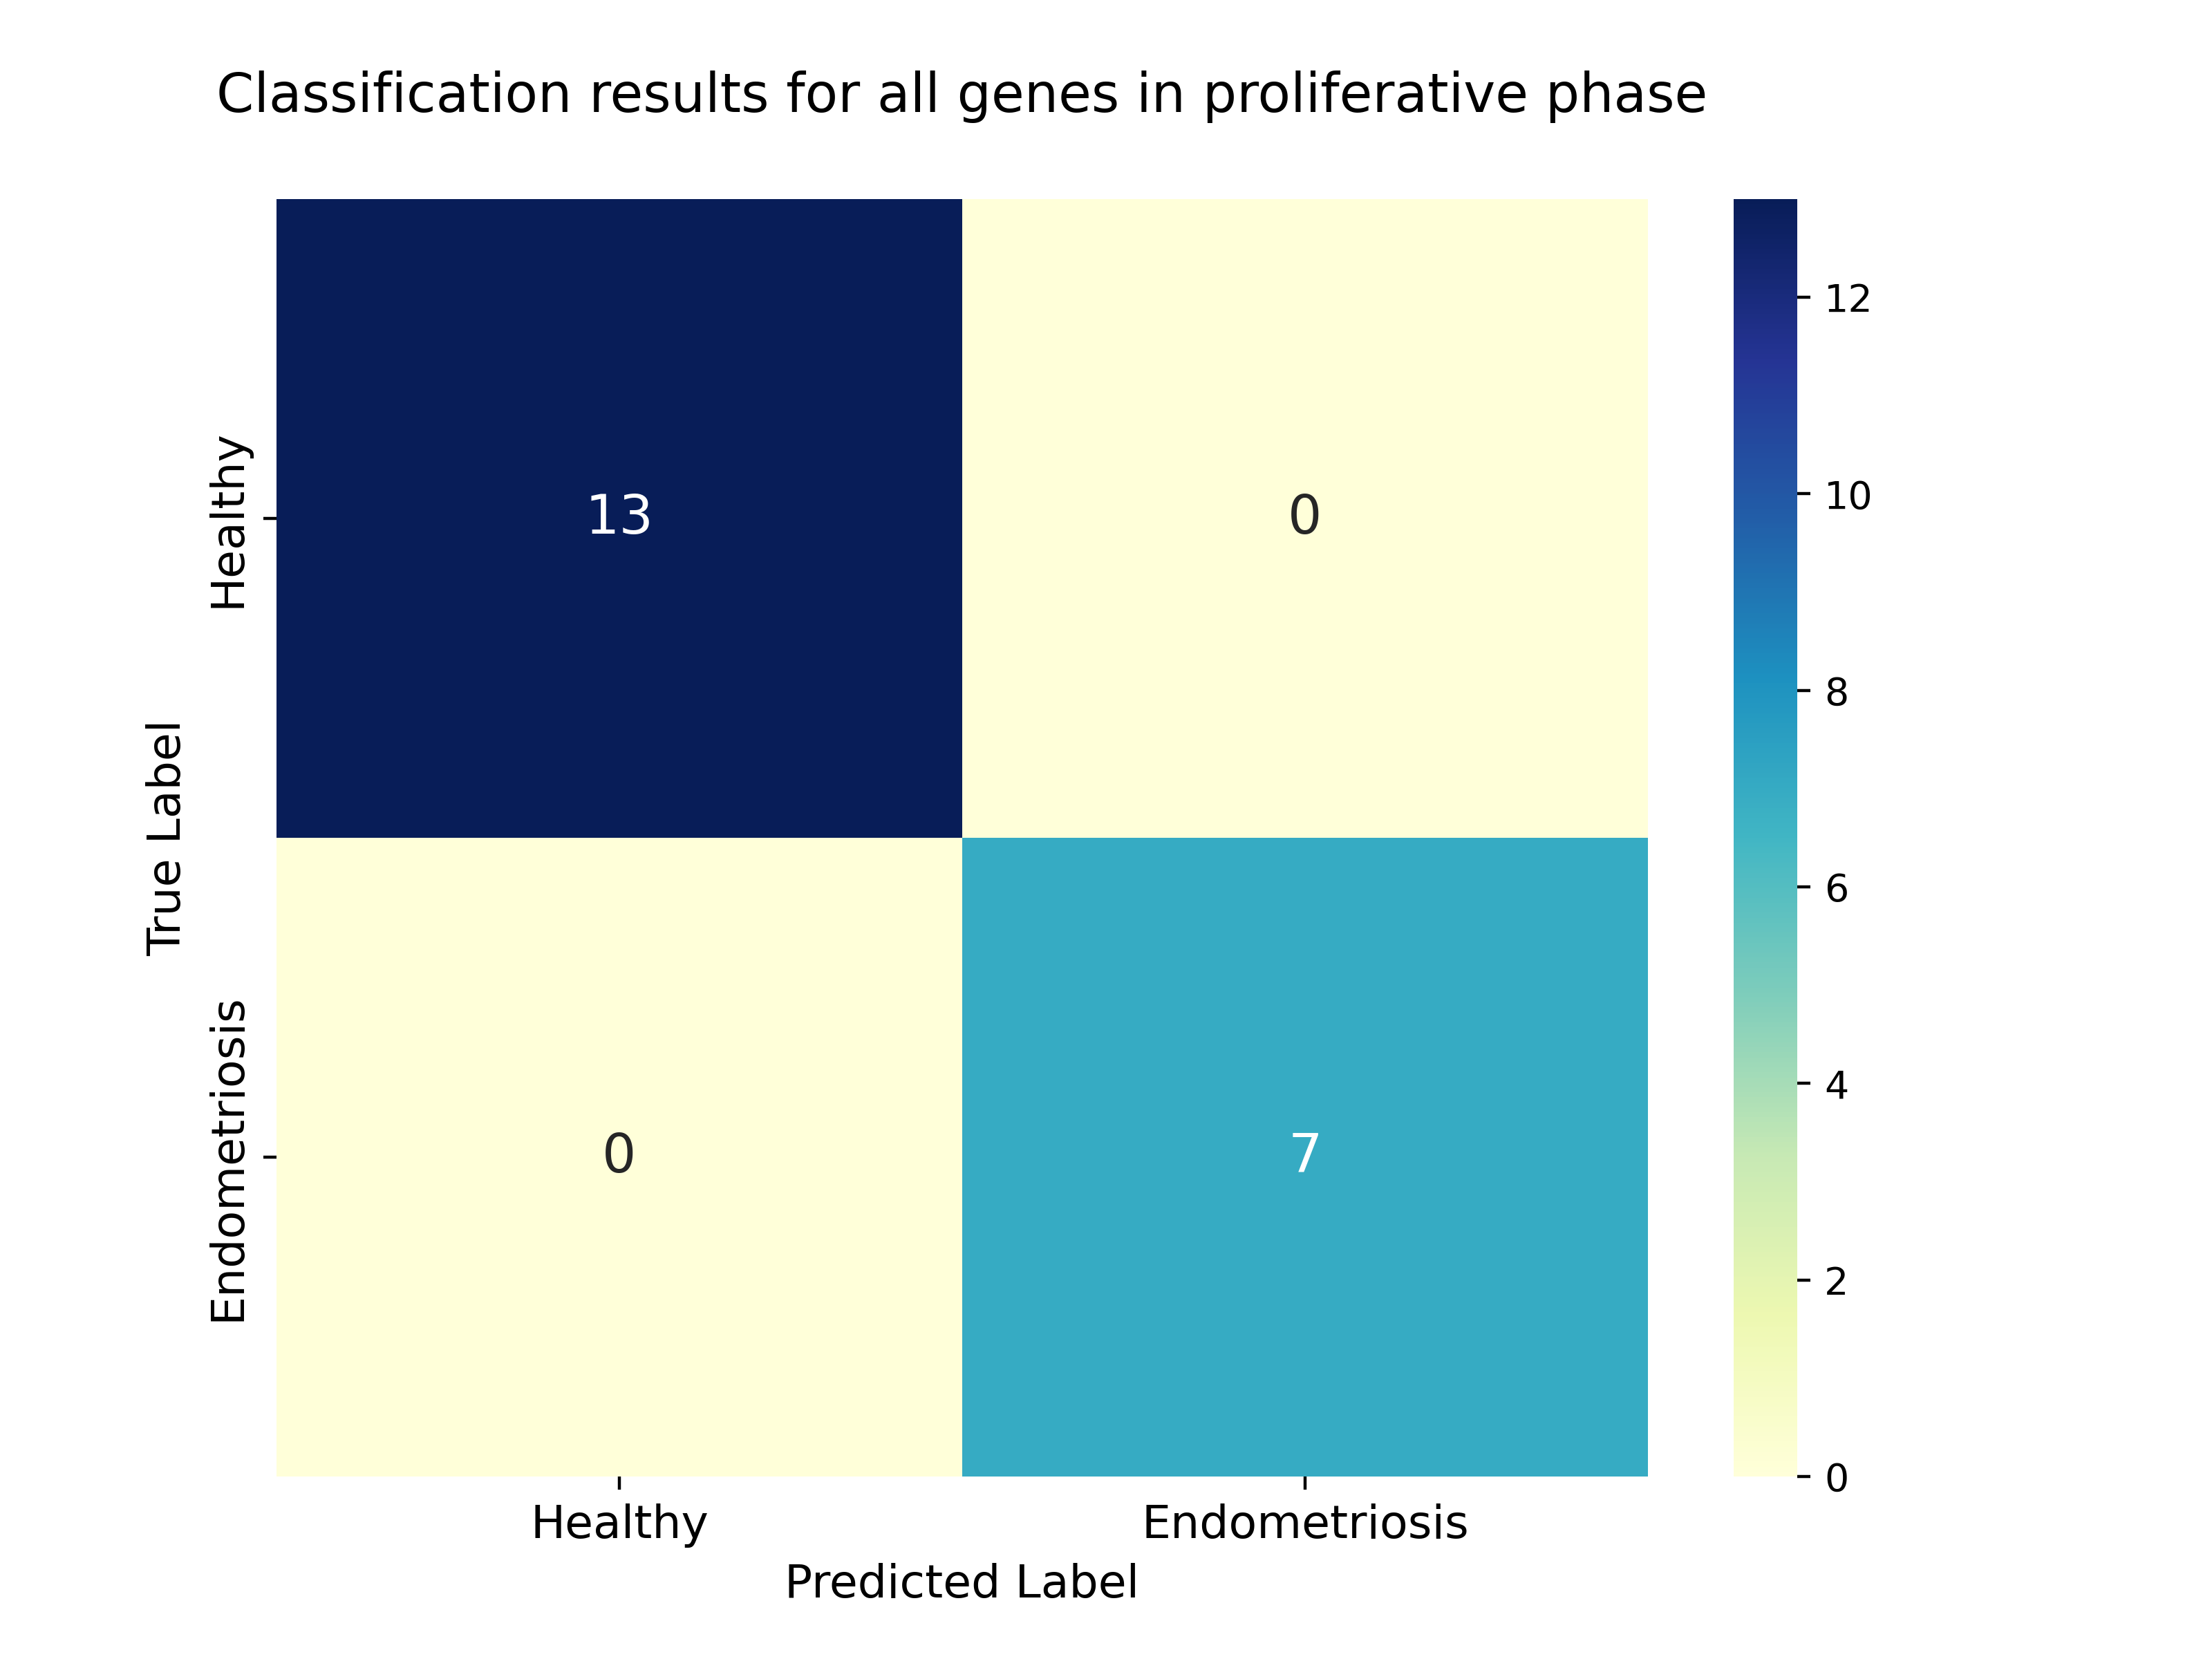 Classification results for all genes in proliferative phase
True Label
Healthy
13
0
Endometriosis
0
7
Healthy
Endometriosis
Predicted Label
12
10
8
6
4
2
0